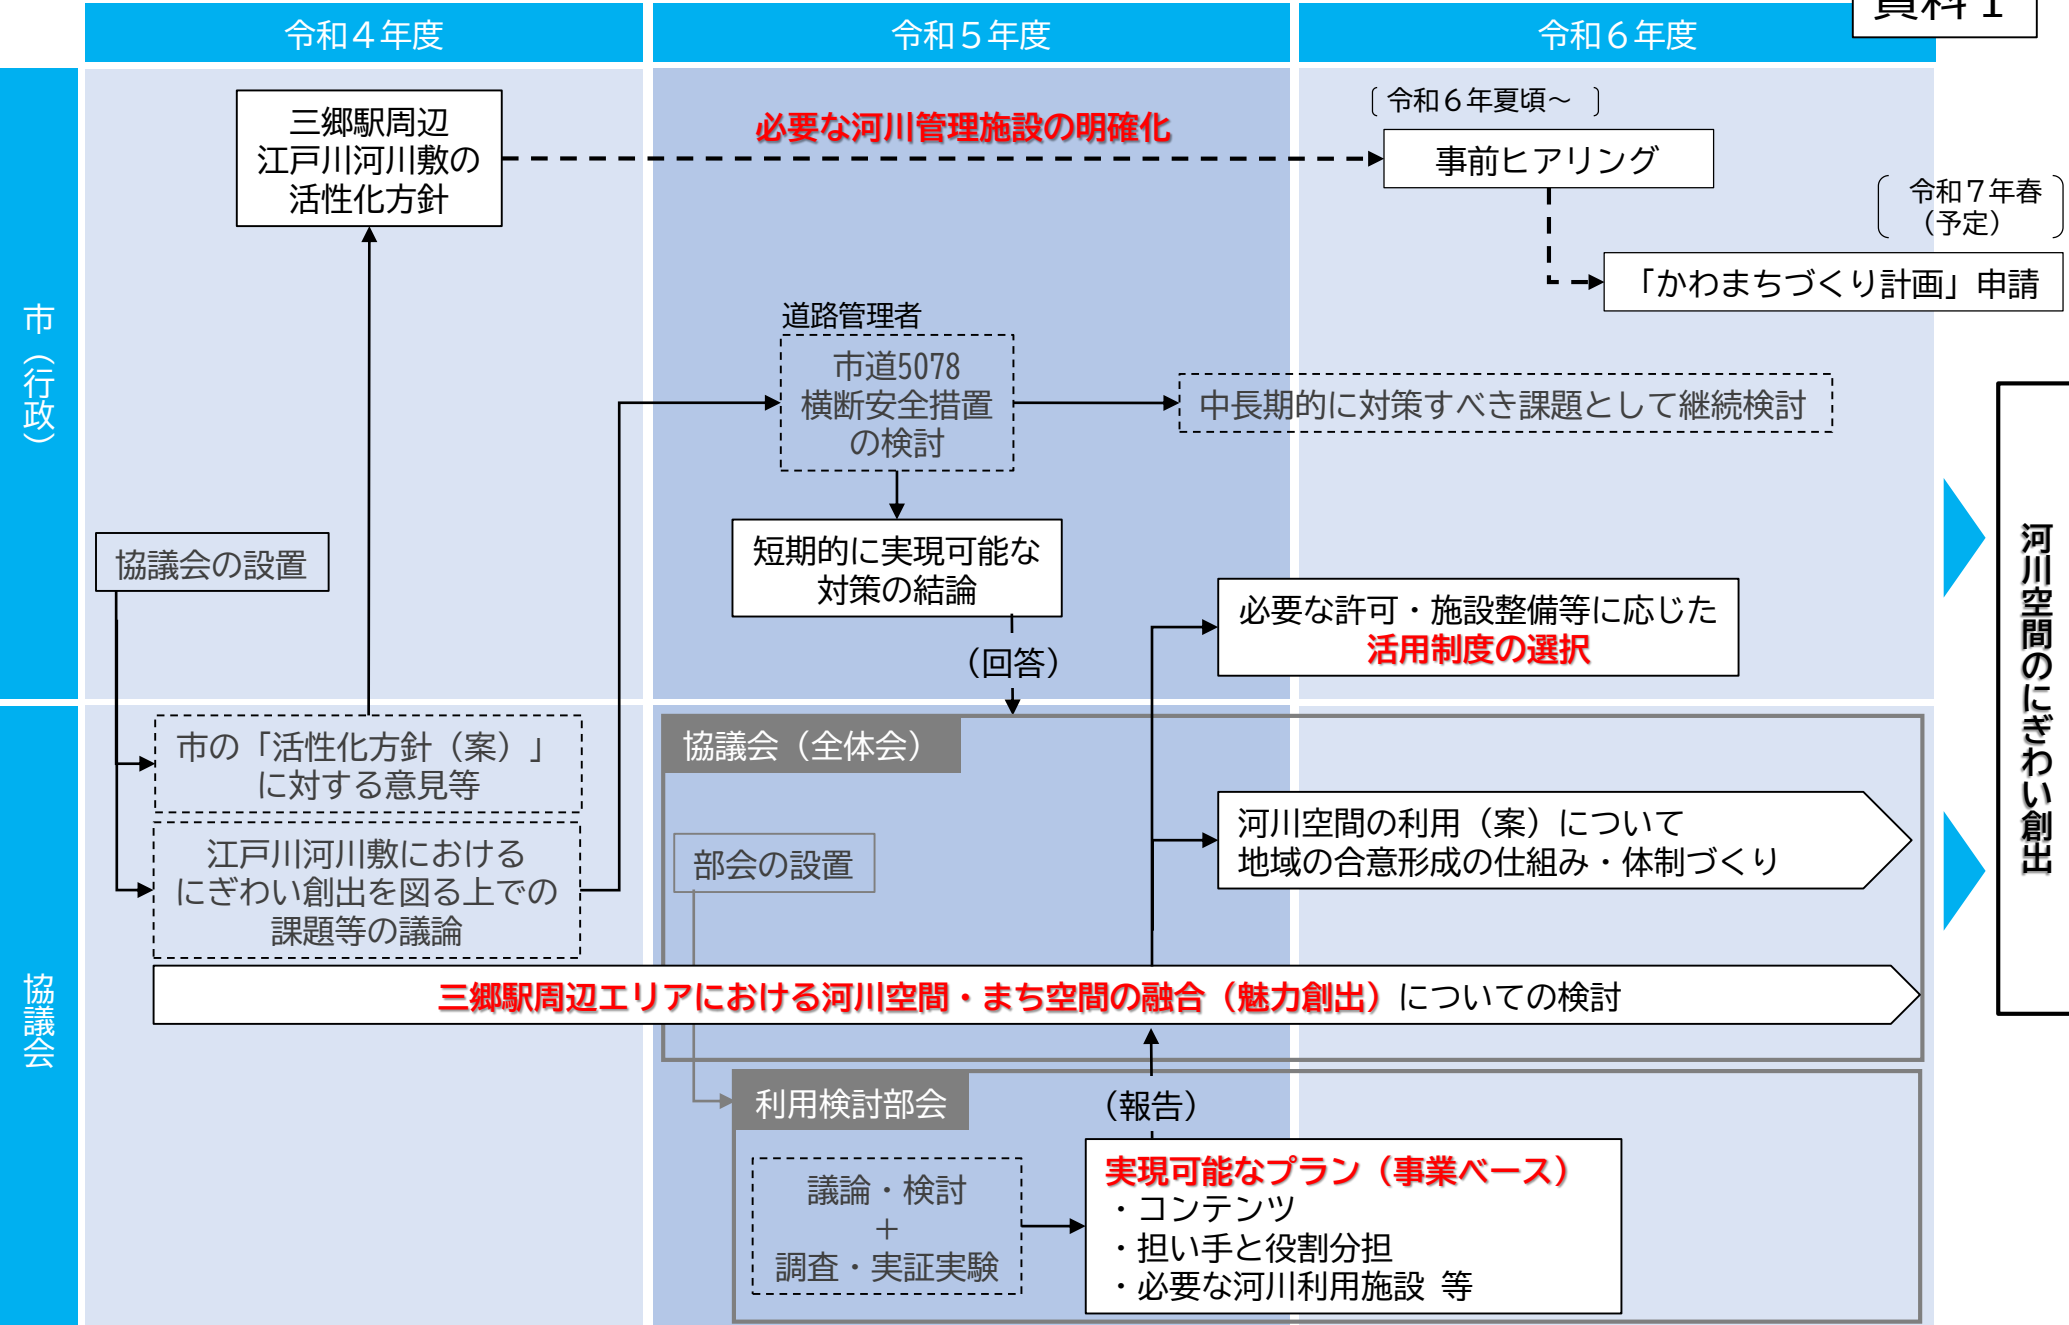 資料１
令和４年度
令和５年度
令和６年度
市（行政）
三郷駅周辺
江戸川河川敷の
活性化方針
必要な河川管理施設の明確化
令和６年夏頃～
事前ヒアリング
令和７年春
（予定）
「かわまちづくり計画」申請
道路管理者
市道5078
横断安全措置
の検討
中長期的に対策すべき課題として継続検討
協議会の設置
短期的に実現可能な
対策の結論
（回答）
必要な許可・施設整備等に応じた
活用制度の選択
河川空間のにぎわい創出
協議会
市の「活性化方針（案）」
に対する意見等
江戸川河川敷における
にぎわい創出を図る上での
課題等の議論
協議会（全体会）
部会の設置
河川空間の利用（案）について
地域の合意形成の仕組み・体制づくり
三郷駅周辺エリアにおける河川空間・まち空間の融合（魅力創出）についての検討
利用検討部会
（報告）
議論・検討
＋
調査・実証実験
実現可能なプラン（事業ベース）
・コンテンツ
・担い手と役割分担
・必要な河川利用施設 等